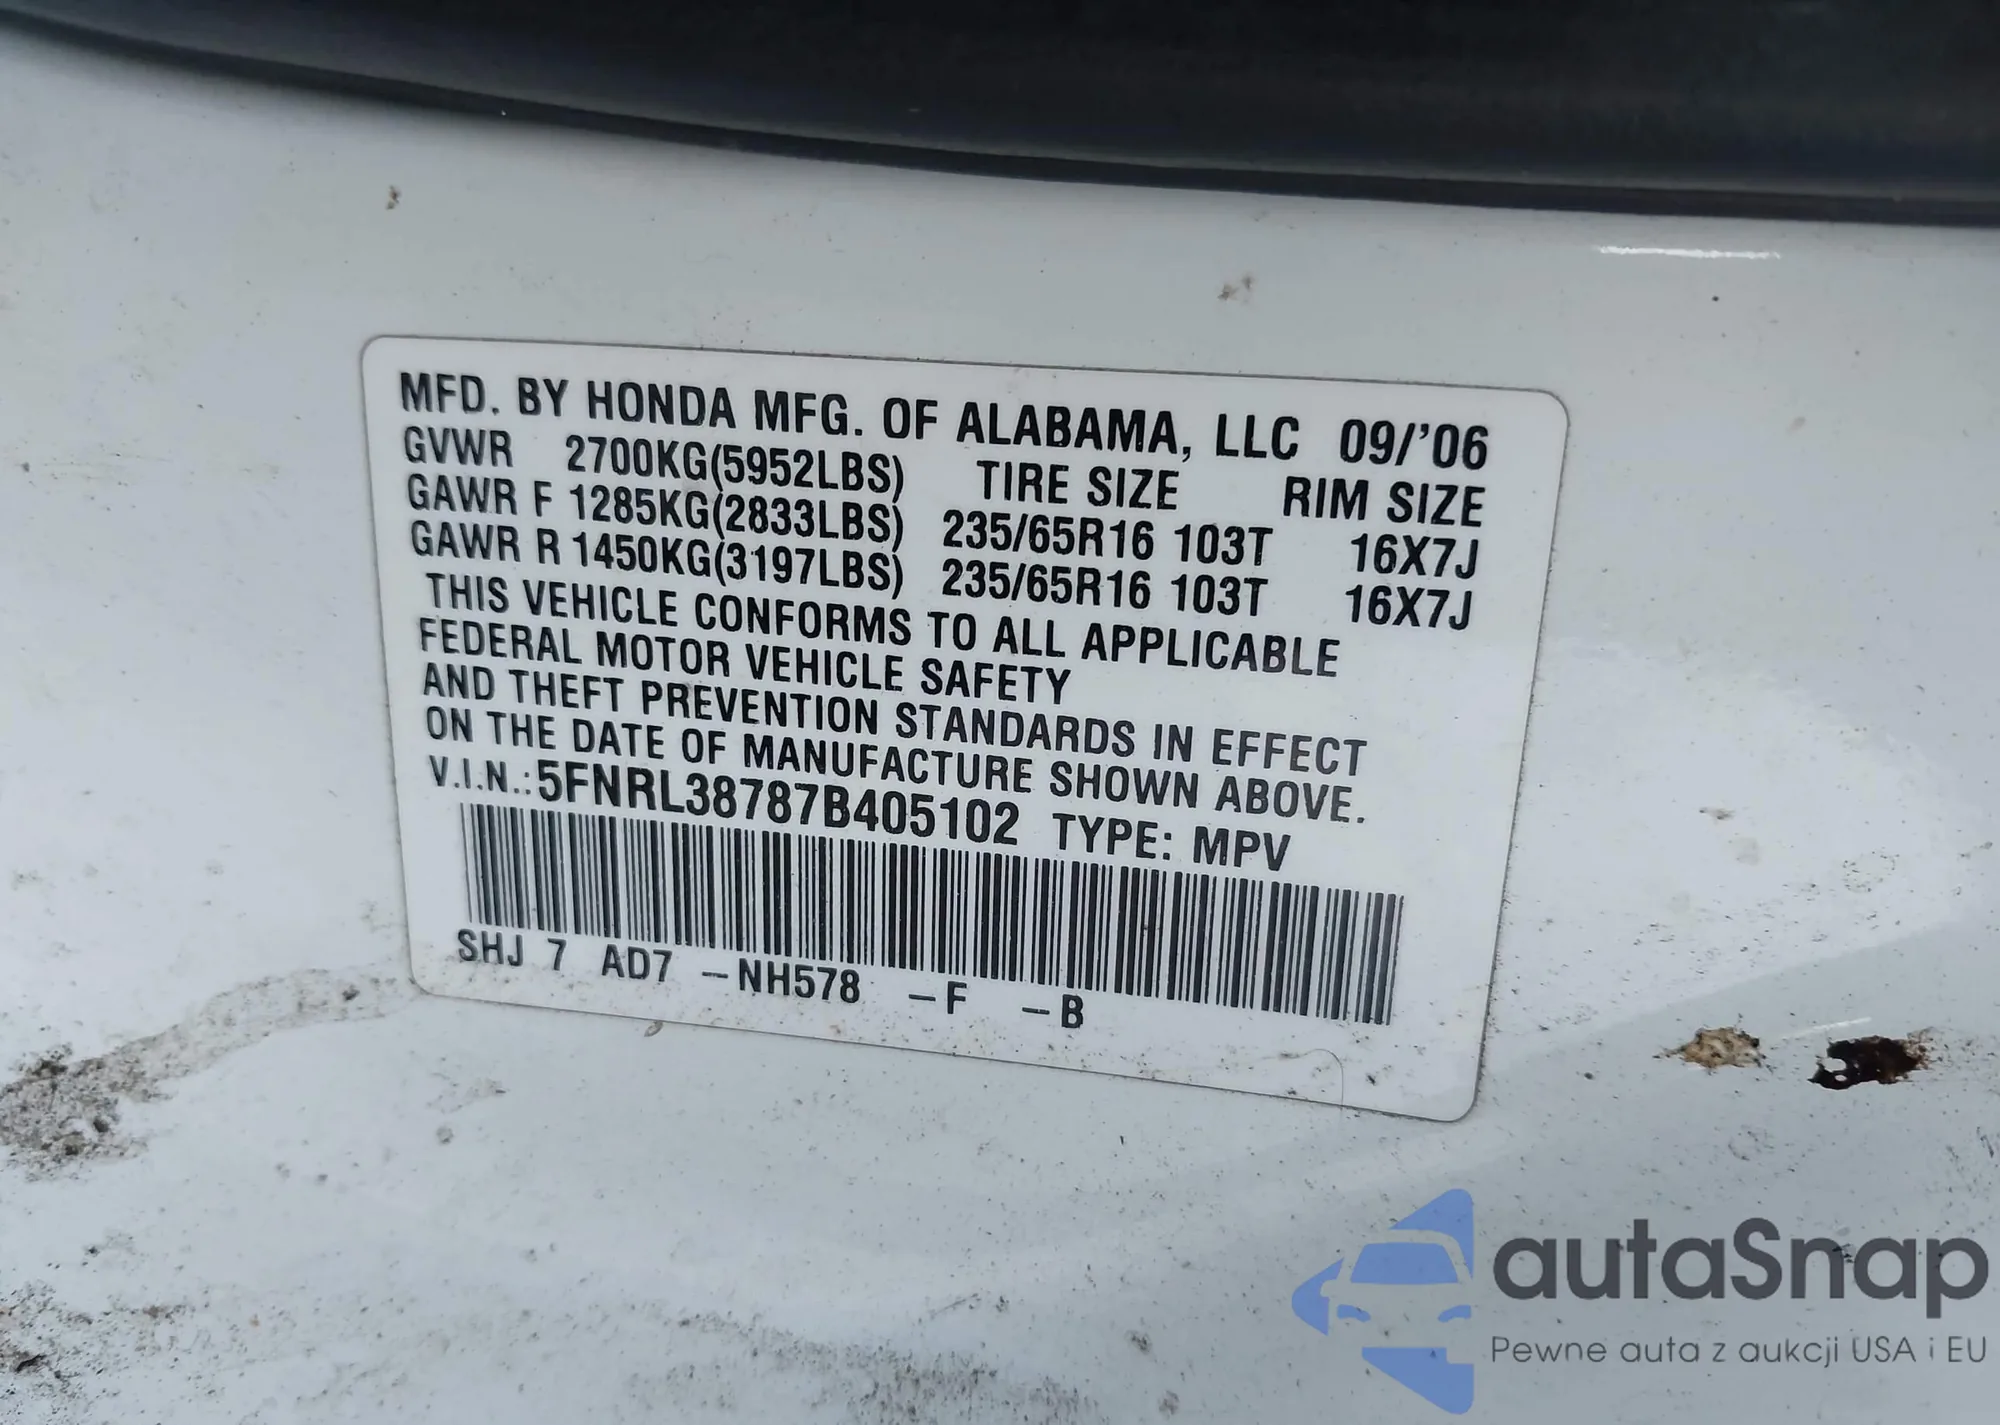 MFD. BY HONDA MFG. OF ALABAMA, LLC 09/'06
GVWR 2700KG(5952LBS) TIRE SIZE RIM SIZE
GAWR F 1285KG(2833LBS) 235/65R16 103T 16X7J
GAWR R 1450KG(3197LBS) 235/65R16 103T 16X7J
THIS VEHICLE CONFORMS TO ALL APPLICABLE
FEDERAL MOTOR VEHICLE SAFETY
AND THEFT PREVENTION STANDARDS IN EFFECT
ON THE DATE OF MANUFACTURE SHOWN ABOVE.
V.I.N.:5FNRL38787B405102 TYPE: MPV
SHJ 7 AD7 -NH578 -F -B
autaSnap
Pewne auta z aukcji USA i EU